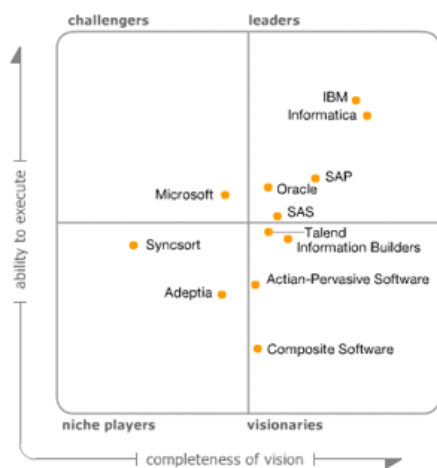 challengers
leaders
IBM
Informatica
SAP
Oracle
Microsoft
SAS
Talend
Syncsort
Information Builders
Actian-Pervasive Software
Adeptia
Composite Software
niche players
visionaries
ability to execute
completeness of vision